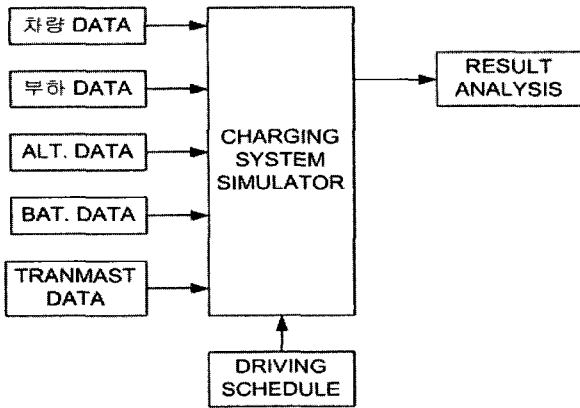 차량 DATA
부하 DATA
ALT. DATA
BAT. DATA
TRANMAST
DATA
CHARGING
SYSTEM
SIMULATOR
RESULT
ANALYSIS
DRIVING
SCHEDULE